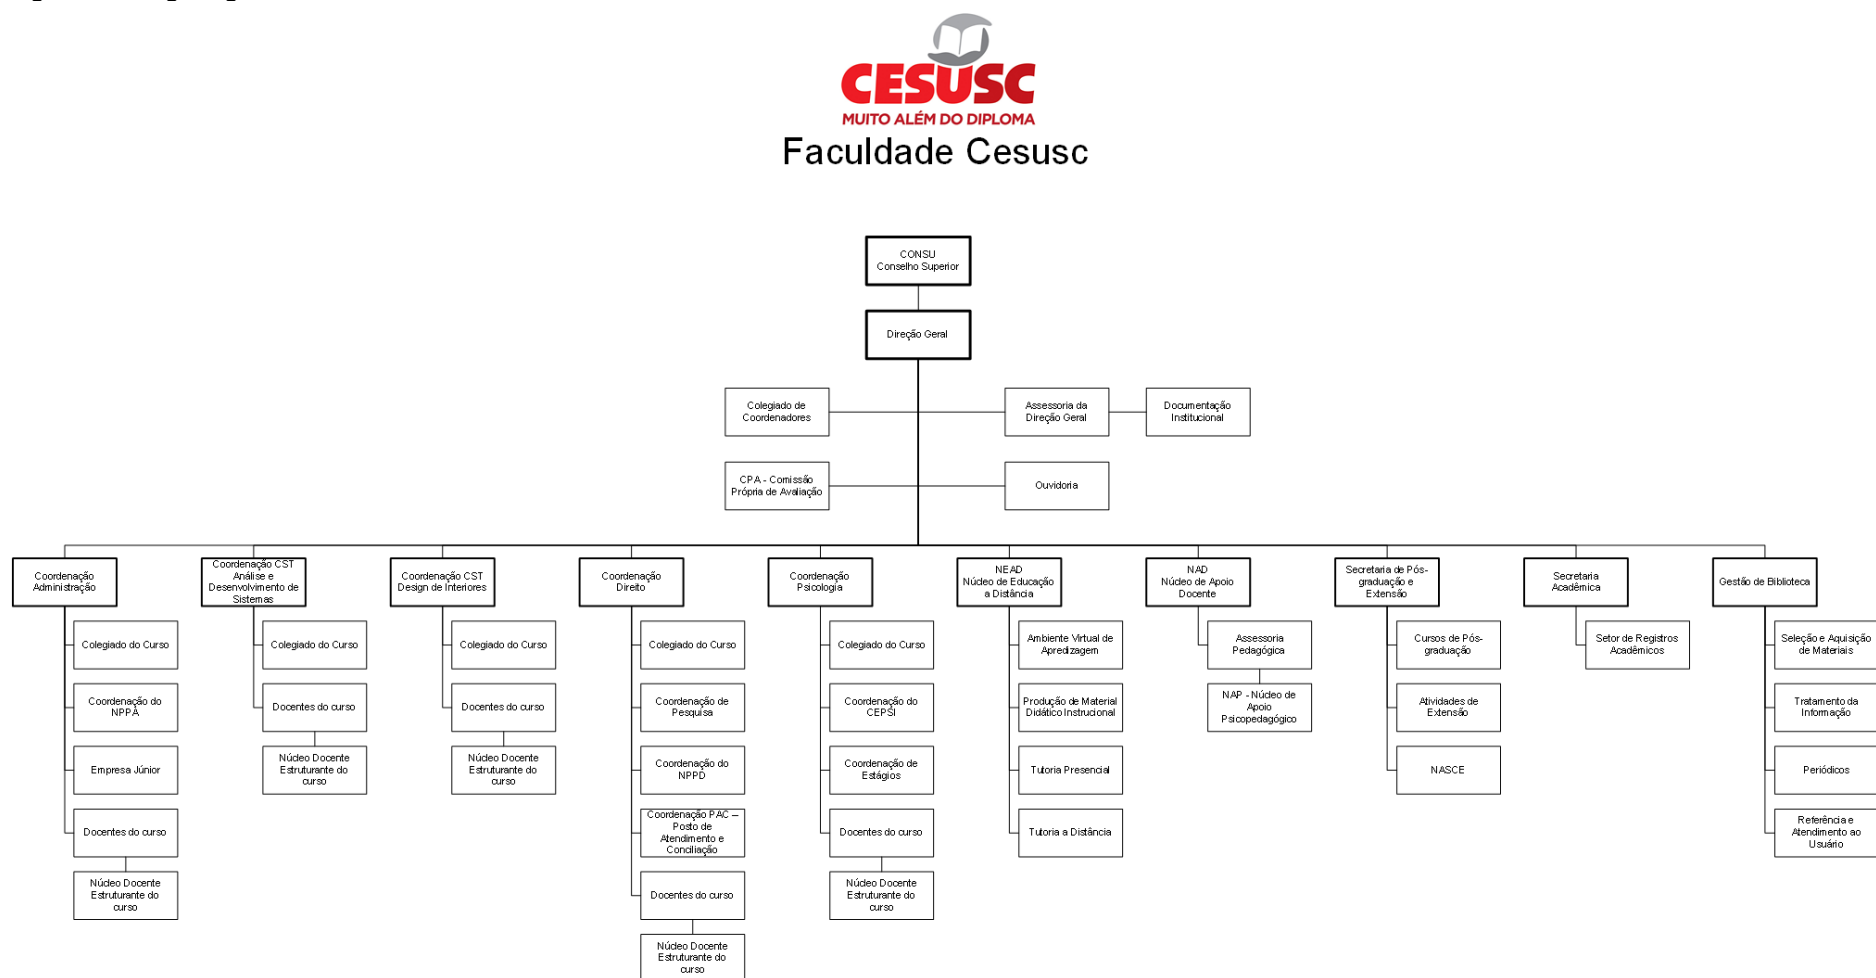 CESUSC
MUITO ALÉM DO DIPLOMA
Faculdade Cesusc
CONSU
Conselho Superior
Direção Geral
Colegiado de
Coordenadores
Assessoria da
Direção Geral
Documentação
Institucional
CPA - Comissão
Própria de Avaliação
Ouvidoria
Coordenação
Administração
Colegiado do Curso
Coordenação do
NPPA
Empresa Júnior
Docentes do curso
Núcleo Docente
Estruturante do
curso
Coordenação CST
Análise e
Desenvolvimento de
Sistemas
Colegiado do Curso
Docentes do curso
Núcleo Docente
Estruturante do
curso
Coordenação CST
Design de Interiores
Colegiado do Curso
Docentes do curso
Núcleo Docente
Estruturante do
curso
Coordenação
Direito
Colegiado do Curso
Coordenação de
Pesquisa
Coordenação do
NPPD
Coordenação PAC –
Posto de
Atendimento e
Conciliação
Docentes do curso
Núcleo Docente
Estruturante do
curso
Coordenação
Psicologia
Colegiado do Curso
Coordenação do
CEPSI
Coordenação de
Estágios
Docentes do curso
Núcleo Docente
Estruturante do
curso
NEAD
Núcleo de Educação
a Distância
Ambiente Virtual de
Apredizagem
Produção de Material
Didático Instrucional
Tutoria Presencial
Tutoria a Distância
NAD
Núcleo de Apoio
Docente
Assessoria
Pedagógica
NAP - Núcleo de
Apoio
Psicopedagógico
Secretaria de Pós-
graduação e
Extensão
Cursos de Pós-
graduação
Atividades de
Extensão
NASCE
Secretaria
Acadêmica
Setor de Registros
Acadêmicos
Gestão de Biblioteca
Seleção e Aquisição
de Materiais
Tratamento da
Informação
Periódicos
Referência e
Atendimento ao
Usuário